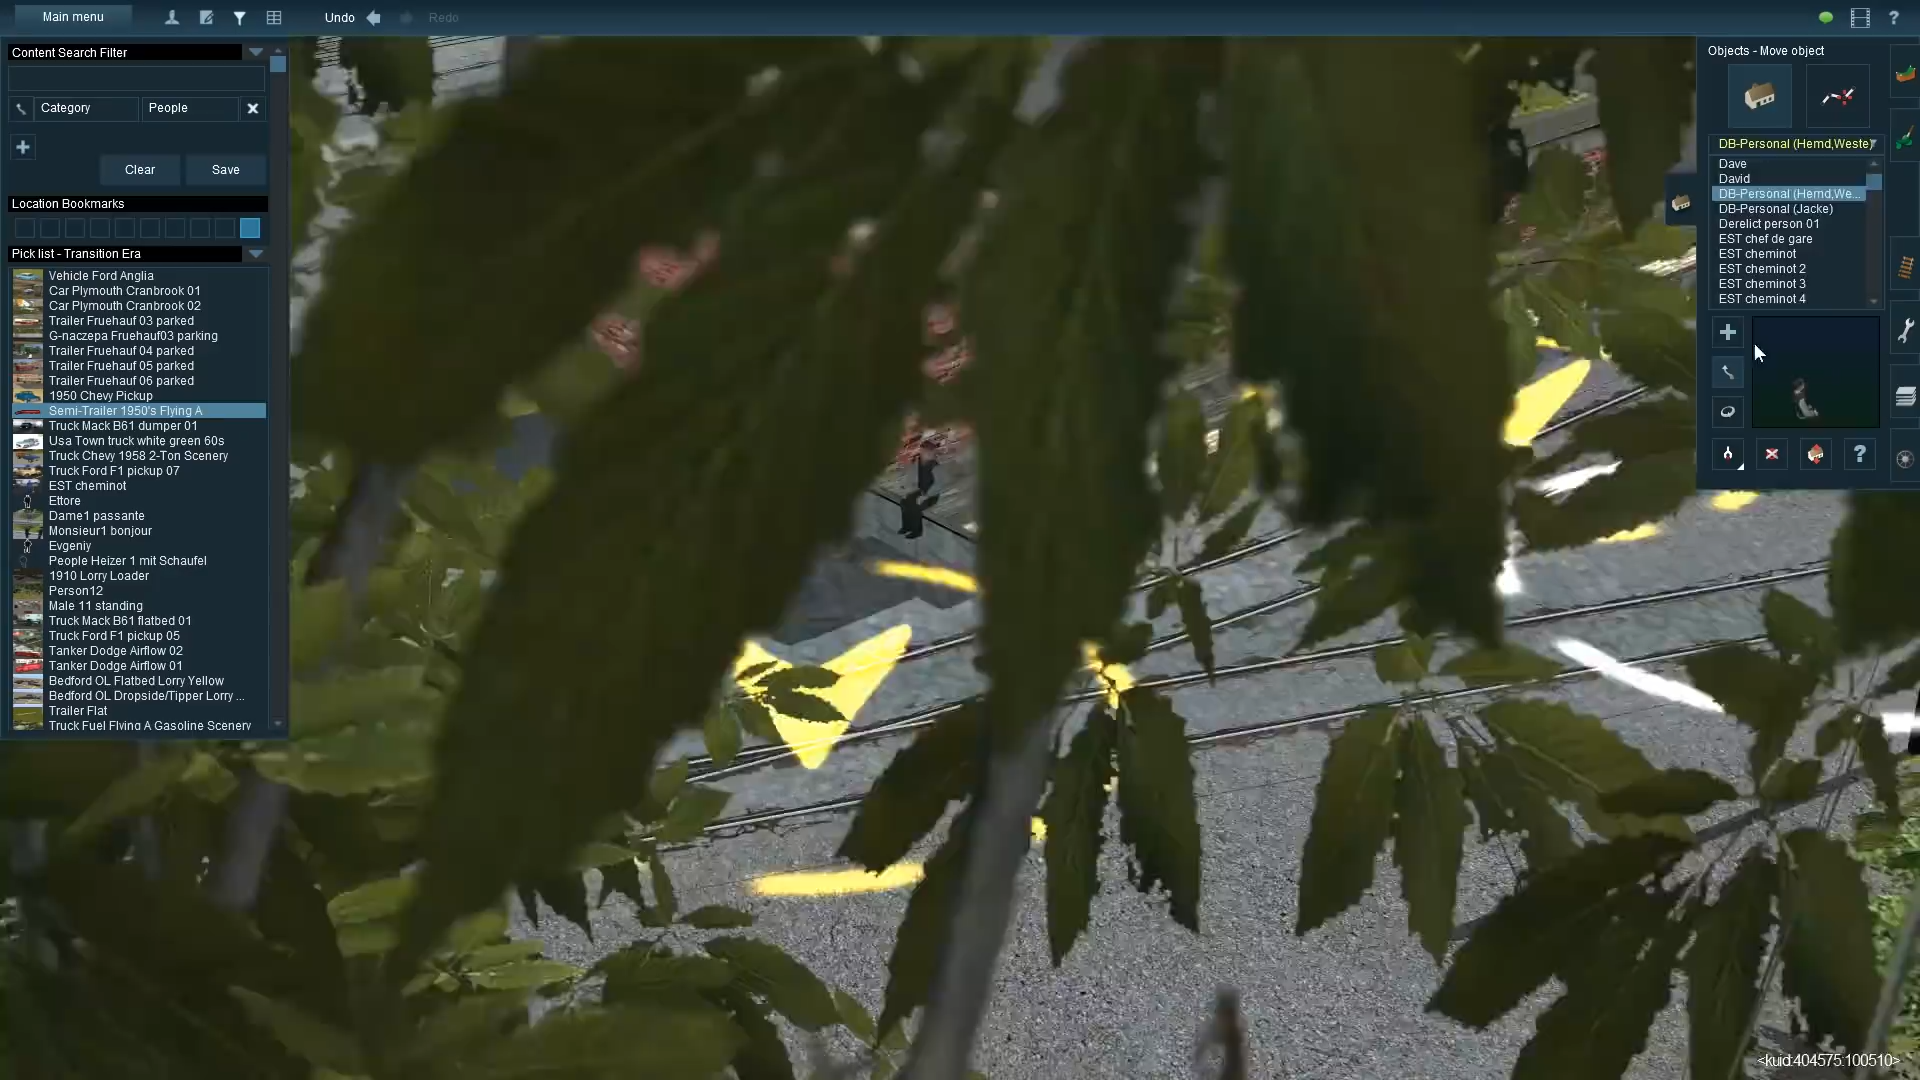 Main menu
Undo
Redo
?
Content Search Filter
Category
People
Clear
Save
Location Bookmarks
Pick list - Transition Era
Vehicle Ford Anglia
Car Plymouth Cranbrook 01
Car Plymouth Cranbrook 02
Trailer Fruehauf 03 parked
G-naczepa Fruehauf03 parking
Trailer Fruehauf 04 parked
Trailer Fruehauf 05 parked
Trailer Fruehauf 06 parked
1950 Chevy Pickup
Semi-Trailer 1950's Flying A
Truck Mack B61 dumper 01
Usa Town truck white green 60s
Truck Chevy 1958 2-Ton Scenery
Truck Ford F1 pickup 07
EST cheminot
Ettore
Dame1 passante
Monsieur1 bonjour
Evgeniy
People Heizer 1 mit Schaufel
1910 Lorry Loader
Person12
Male 11 standing
Truck Mack B61 flatbed 01
Truck Ford F1 pickup 05
Tanker Dodge Airflow 02
Tanker Dodge Airflow 01
Bedford OL Flatbed Lorry Yellow
Bedford OL Dropside/Tipper Lorry ...
Trailer Flat
Truck Fuel Flying A Gasoline Scenery
Objects - Move object
DB-Personal (Hemd,Weste)
Dave
David
DB-Personal (Hemd,We...
DB-Personal (Jacke)
Derelict person 01
EST chef de gare
EST cheminot
EST cheminot 2
EST cheminot 3
EST cheminot 4
?
<kuid:404575:100510>